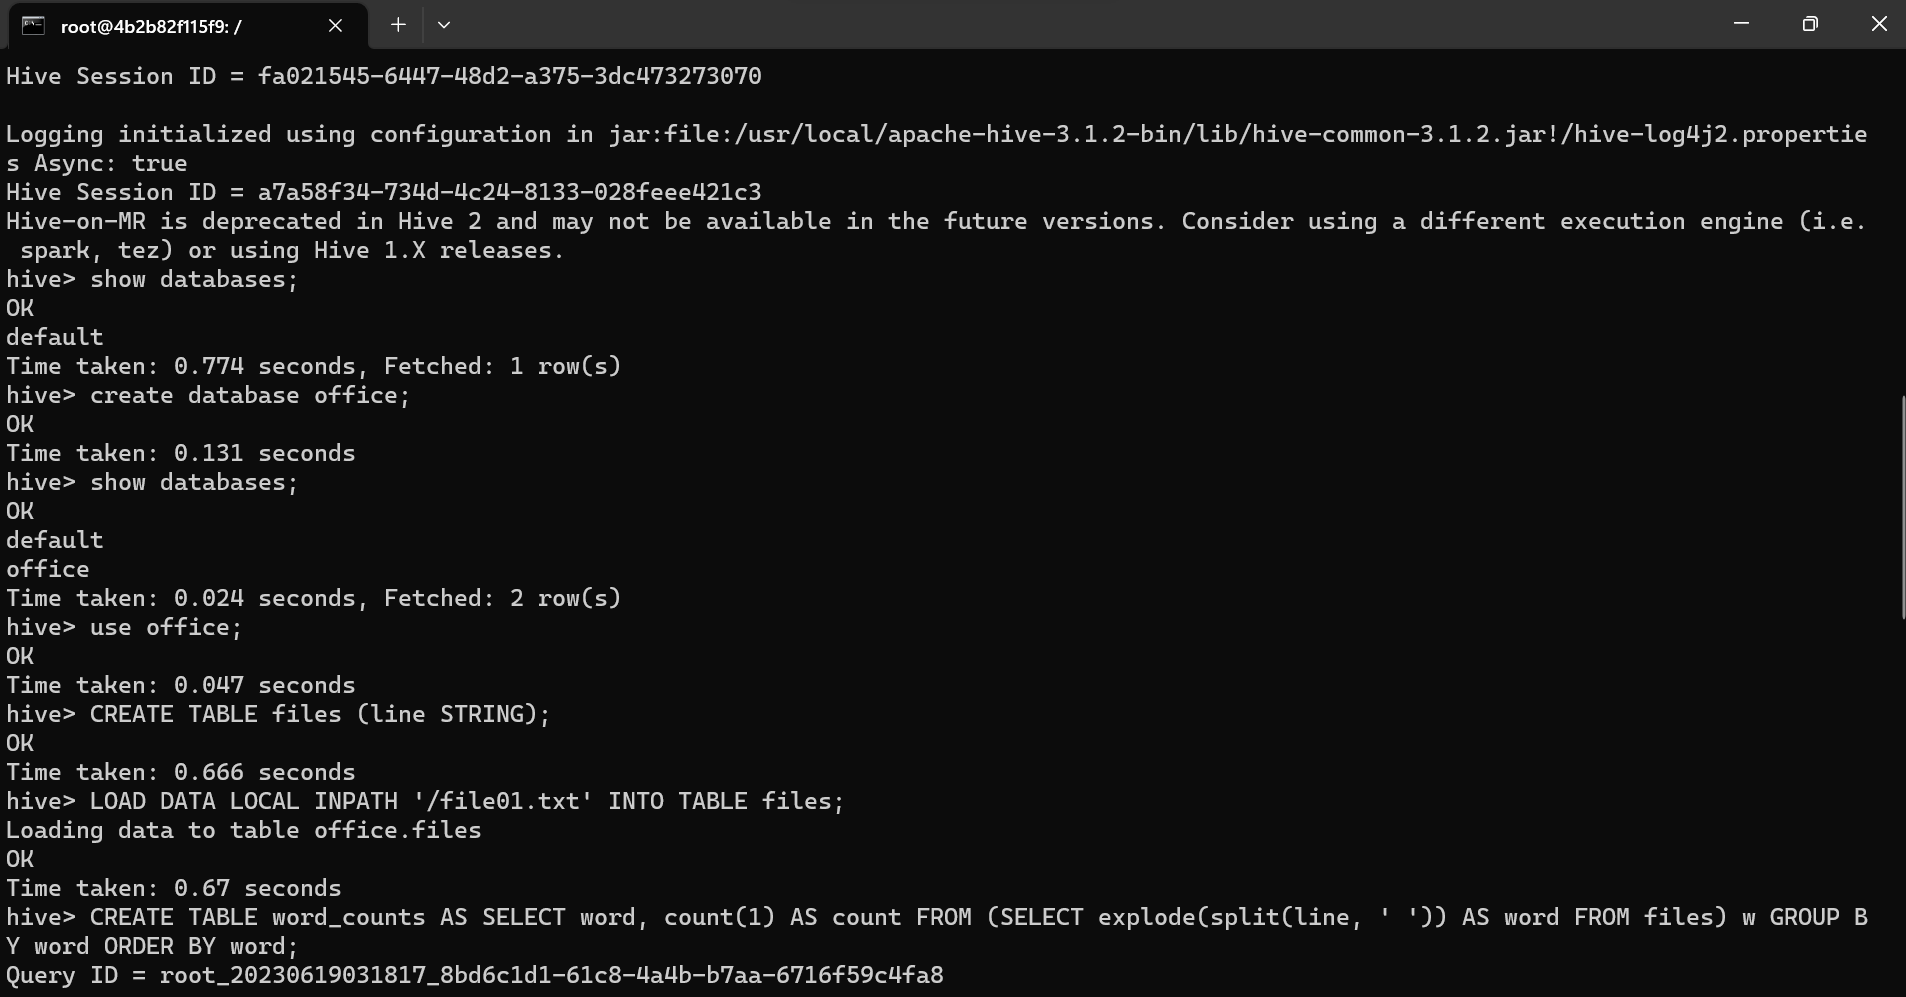 root@4b2b82f115f9: /
Hive Session ID = fa021545-6447-48d2-a375-3dc473273070
Logging initialized using configuration in jar:file:/usr/local/apache-hive-3.1.2-bin/lib/hive-common-3.1.2.jar!/hive-log4j2.propertie
s Async: true
Hive Session ID = a7a58f34-734d-4c24-8133-028feee421c3
Hive-on-MR is deprecated in Hive 2 and may not be available in the future versions. Consider using a different execution engine (i.e.
 spark, tez) or using Hive 1.X releases.
hive> show databases;
OK
default
Time taken: 0.774 seconds, Fetched: 1 row(s)
hive> create database office;
OK
Time taken: 0.131 seconds
hive> show databases;
OK
default
office
Time taken: 0.024 seconds, Fetched: 2 row(s)
hive> use office;
OK
Time taken: 0.047 seconds
hive> CREATE TABLE files (line STRING);
OK
Time taken: 0.666 seconds
hive> LOAD DATA LOCAL INPATH '/file01.txt' INTO TABLE files;
Loading data to table office.files
OK
Time taken: 0.67 seconds
hive> CREATE TABLE word_counts AS SELECT word, count(1) AS count FROM (SELECT explode(split(line, ' ')) AS word FROM files) w GROUP B
Y word ORDER BY word;
Query ID = root_20230619031817_8bd6c1d1-61c8-4a4b-b7aa-6716f59c4fa8